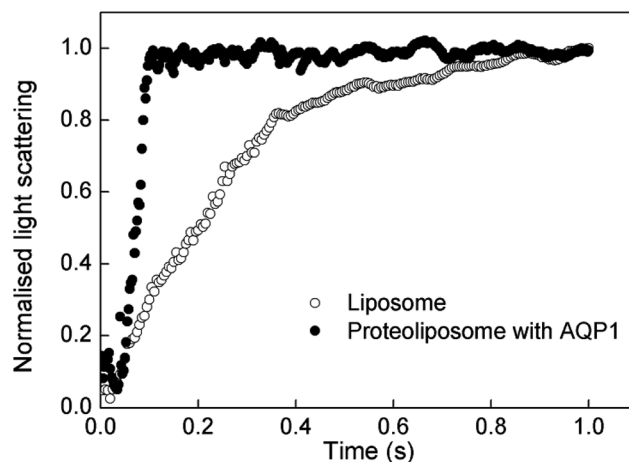 Normalised light scattering
1.0
0.8
0.6
0.4
0.2
0.0
Liposome
Proteoliposome with AQP1
0.0 0.2 0.4 0.6 0.8 1.0
Time (s)